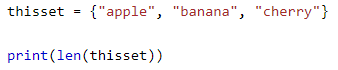 thisset = {"apple", "banana", "cherry"}
print(len(thisset))